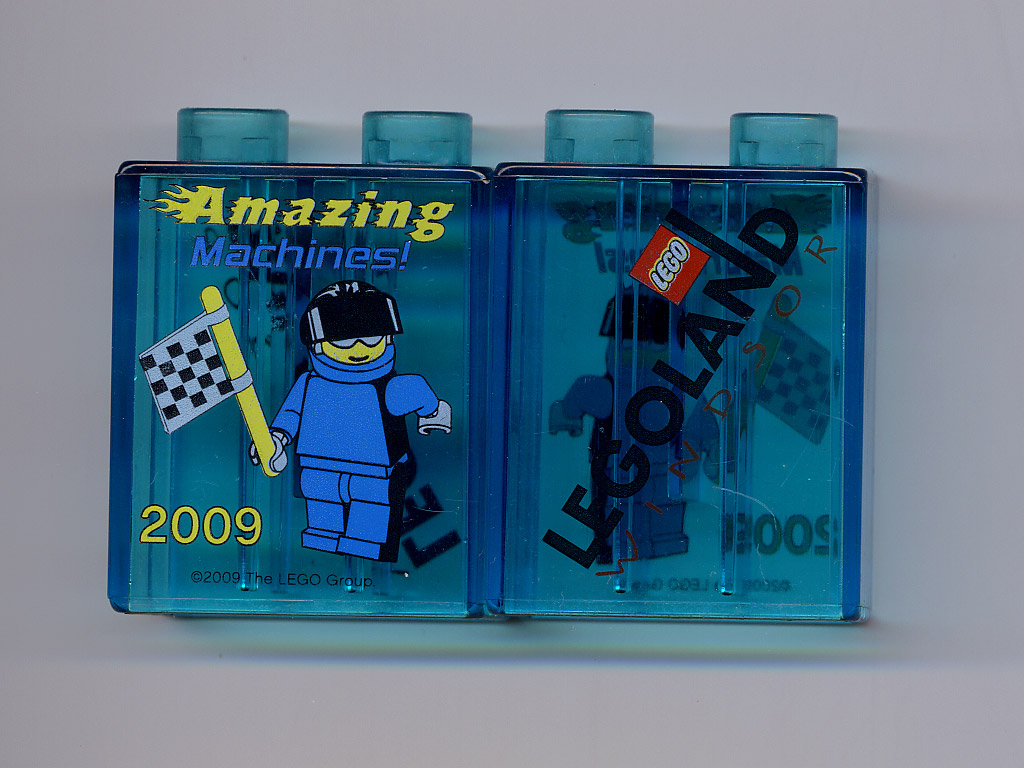 Amazing
Machines!
2009
©2009 The LEGO Group.
LEGO
LEGOLAND
WINDSOR